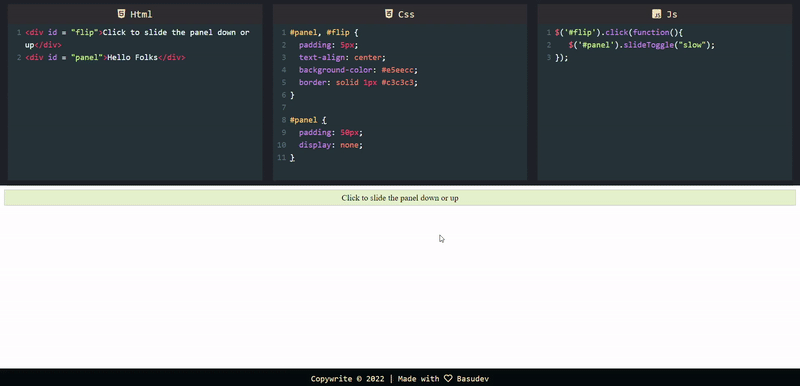 Html
1 <div id = "flip">Click to slide the panel down or
up</div>
2 <div id = "panel">Hello Folks</div>
Css
1 #panel, #flip {
2 padding: 5px;
3 text-align: center;
4 background-color: #e5eecc;
5 border: solid 1px #c3c3c3;
6 }
7
8 #panel {
9 padding: 50px;
10 display: none;
11 }
Js
1 $('#flip').click(function(){
2 $('#panel').slideToggle("slow");
3 });
Click to slide the panel down or up
Copywrite © 2022 | Made with ♡ Basudev